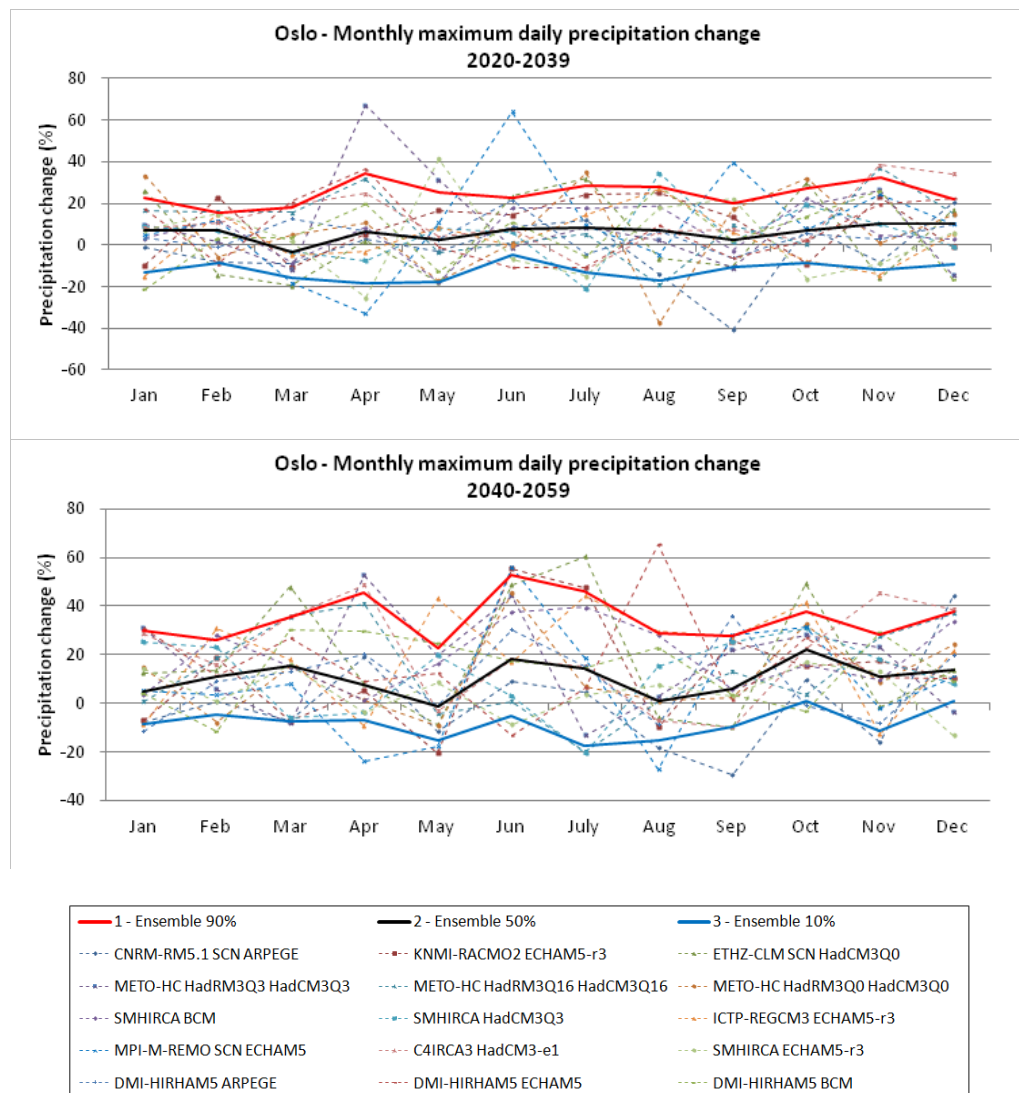 Oslo - Monthly maximum daily precipitation change
2020-2039
Precipitation change (%)
80
60
40
20
0
-20
-40
-60
Jan Feb Mar Apr May Jun July Aug Sep Oct Nov Dec
Oslo - Monthly maximum daily precipitation change
2040-2059
Precipitation change (%)
80
60
40
20
0
-20
-40
Jan Feb Mar Apr May Jun July Aug Sep Oct Nov Dec
1 - Ensemble 90% 2 - Ensemble 50% 3 - Ensemble 10%
CNRM-RM5.1 SCN ARPEGE KNMI-RACMO2 ECHAM5-r3 ETHZ-CLM SCN HadCM3Q0
METO-HC HadRM3Q3 HadCM3Q3 METO-HC HadRM3Q16 HadCM3Q16 METO-HC HadRM3Q0 HadCM3Q0
SMHIRCA BCM SMHIRCA HadCM3Q3 ICTP-REGCM3 ECHAM5-r3
MPI-M-REMO SCN ECHAM5 C4IRCA3 HadCM3-e1 SMHIRCA ECHAM5-r3
DMI-HIRHAM5 ARPEGE DMI-HIRHAM5 ECHAM5 DMI-HIRHAM5 BCM